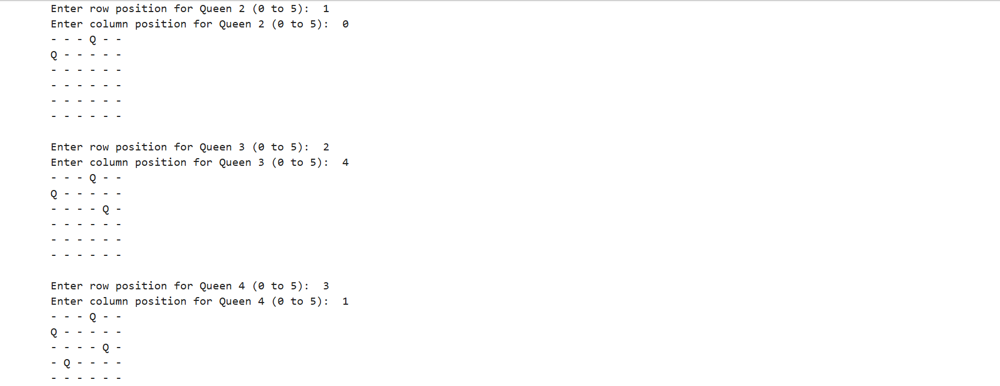 Enter row position for Queen 2 (0 to 5):  1
Enter column position for Queen 2 (0 to 5):  0
- - - Q - -
Q - - - - -
- - - - - -
- - - - - -
- - - - - -
- - - - - -
Enter row position for Queen 3 (0 to 5):  2
Enter column position for Queen 3 (0 to 5):  4
- - - Q - -
Q - - - - -
- - - - Q -
- - - - - -
- - - - - -
- - - - - -
Enter row position for Queen 4 (0 to 5):  3
Enter column position for Queen 4 (0 to 5):  1
- - - Q - -
Q - - - - -
- - - - Q -
- Q - - - -
- - - - - -